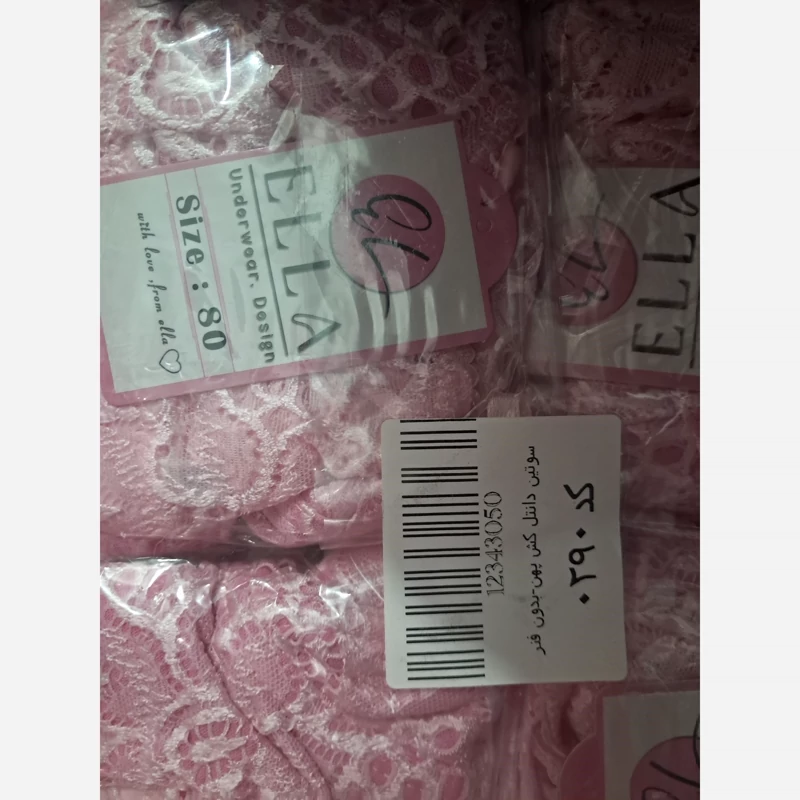 ELLA
Underwear. Design
Size : 80
with love ,from ella
ELLA
12343050
سوتین دانتل کش پهن-بدون فنر
کد ۰۲۹۰